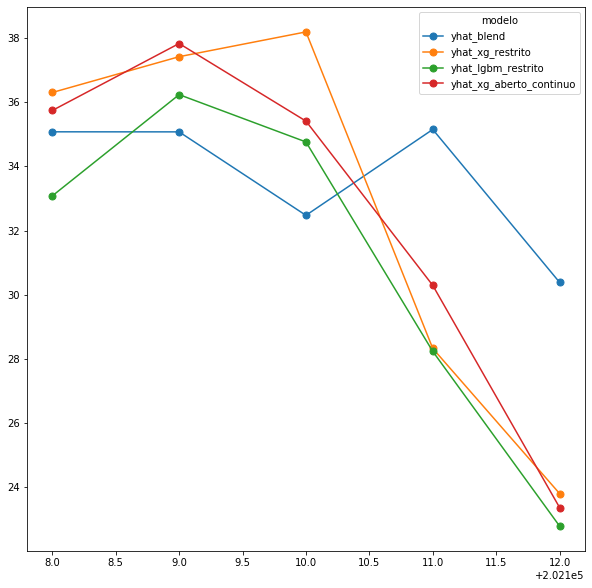 modelo
yhat_blend
yhat_xg_restrito
yhat_lgbm_restrito
yhat_xg_aberto_continuo
38
36
34
32
30
28
26
24
8.0 8.5 9.0 9.5 10.0 10.5 11.0 11.5 12.0
+2.021e5